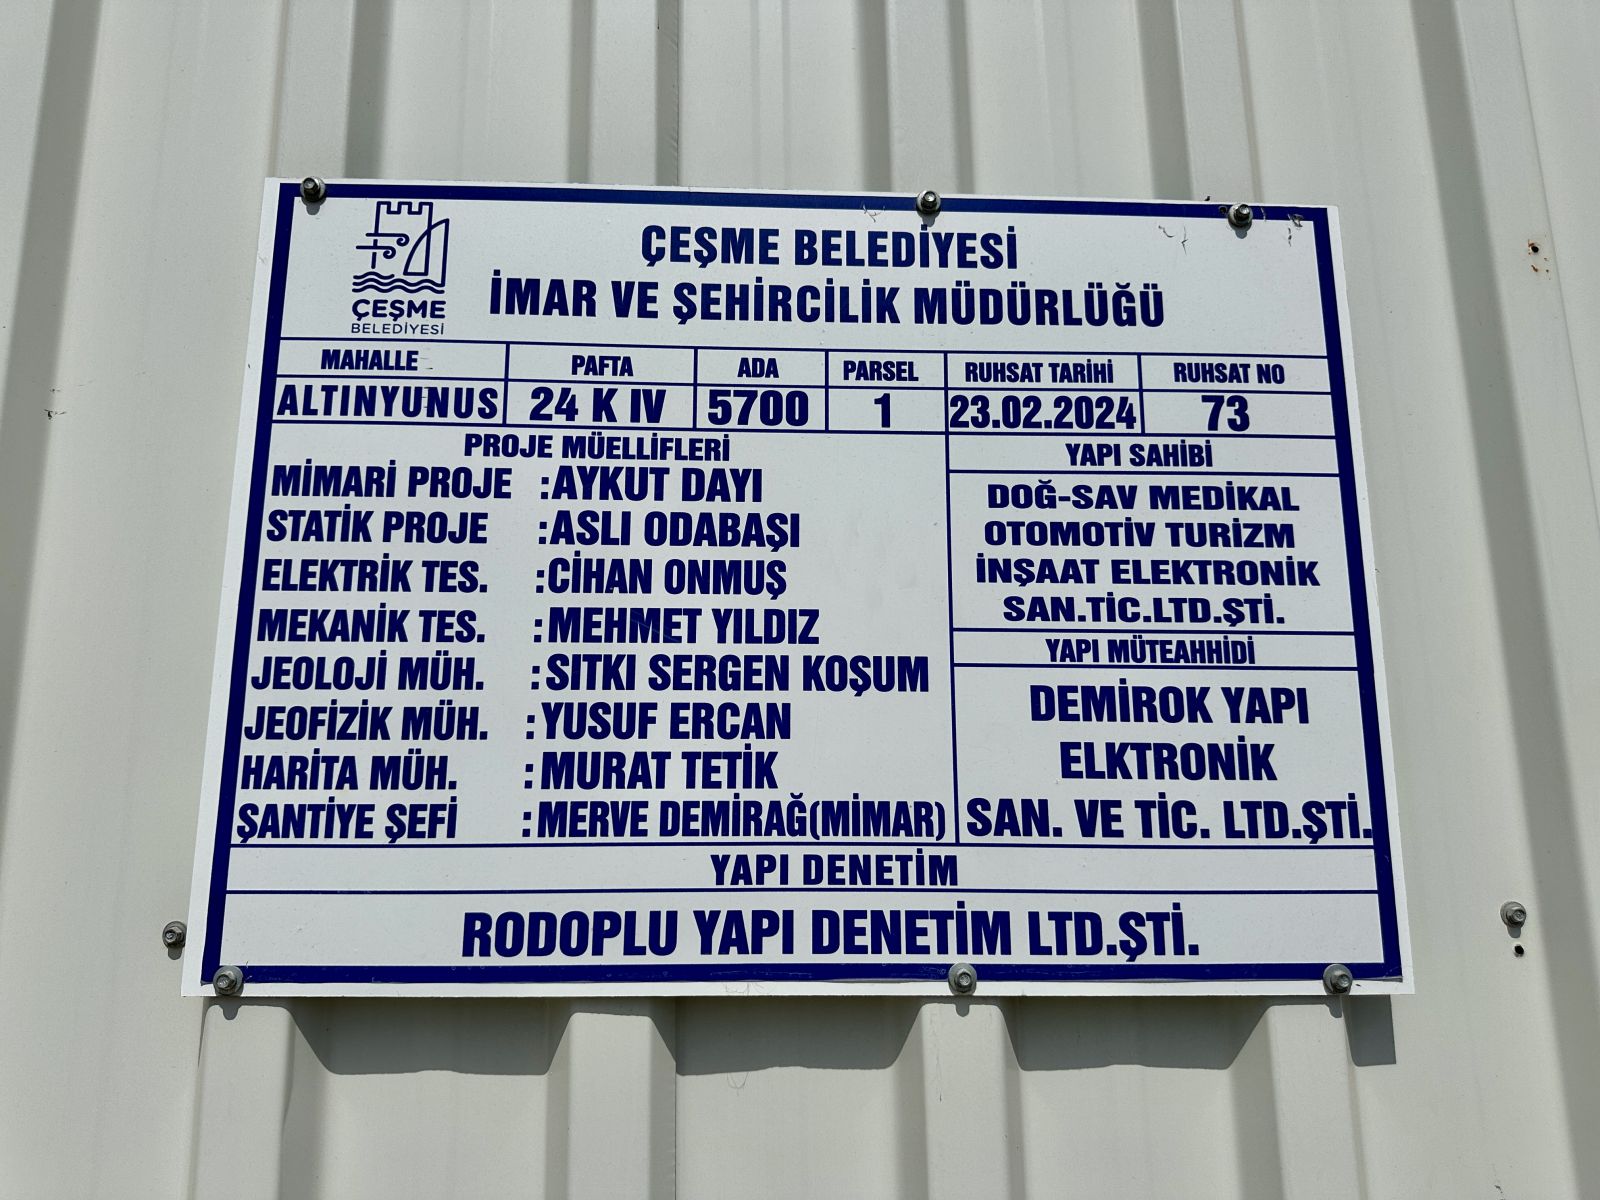 ÇEŞME
BELEDİYESİ
ÇEŞME BELEDİYESİ
İMAR VE ŞEHİRCİLİK MÜDÜRLÜĞÜ
MAHALLE PAFTA ADA PARSEL RUHSAT TARİHİ RUHSAT NO
ALTINYUNUS 24 K IV 5700 1 23.02.2024 73
PROJE MÜELLİFLERİ
MİMARİ PROJE :AYKUT DAYI
STATİK PROJE :ASLI ODABAŞI
ELEKTRİK TES. :CİHAN ONMUŞ
MEKANİK TES. :MEHMET YILDIZ
JEOLOJİ MÜH. :SITKI SERGEN KOŞUM
JEOFİZİK MÜH. :YUSUF ERCAN
HARİTA MÜH. :MURAT TETİK
ŞANTİYE ŞEFİ :MERVE DEMİRAĞ(MİMAR)
YAPI SAHİBİ
DOĞ-SAV MEDİKAL
OTOMOTİV TURİZM
İNŞAAT ELEKTRONİK
SAN.TİC.LTD.ŞTİ.
YAPI MÜTEAHHİDİ
DEMİROK YAPI
ELKTRONİK
SAN. VE TİC. LTD.ŞTİ.
YAPI DENETİM
RODOPLU YAPI DENETİM LTD.ŞTİ.